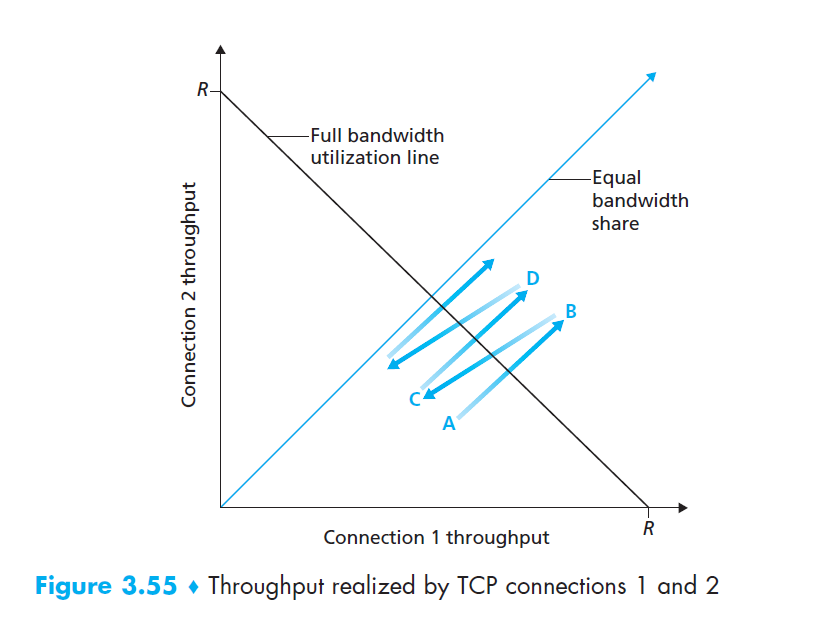 R
Full bandwidth
utilization line
Equal
bandwidth
share
D
B
C
A
Connection 2 throughput
Connection 1 throughput
R
Figure 3.55 ♦ Throughput realized by TCP connections 1 and 2